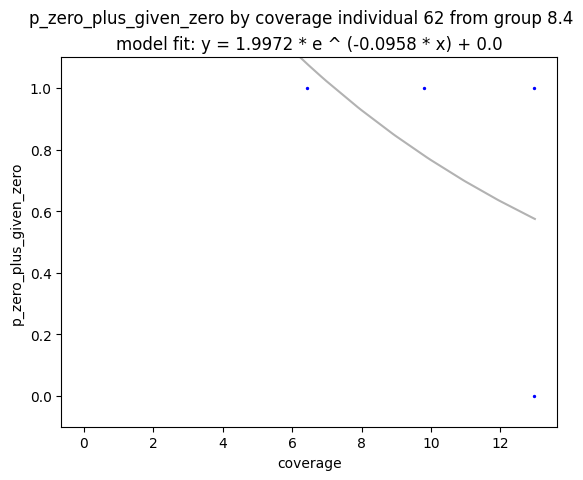 p_zero_plus_given_zero by coverage individual 62 from group 8.4
model fit: y = 1.9972 * e ^ (-0.0958 * x) + 0.0
p_zero_plus_given_zero
1.0
0.8
0.6
0.4
0.2
0.0
0 2 4 6 8 10 12
coverage